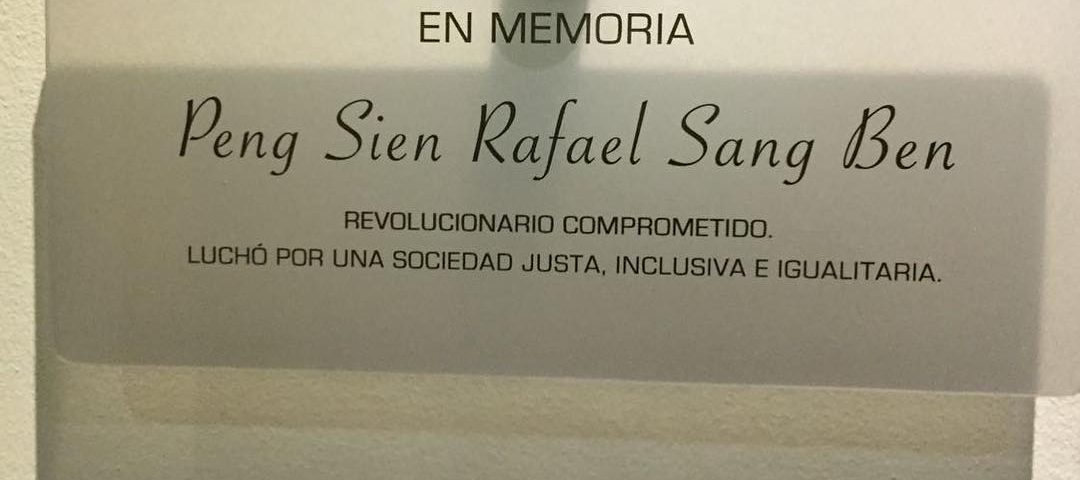 EN MEMORIA
Peng Sien Rafael Sang Ben
REVOLUCIONARIO COMPROMETIDO.
LUCHÓ POR UNA SOCIEDAD JUSTA, INCLUSIVA E IGUALITARIA.